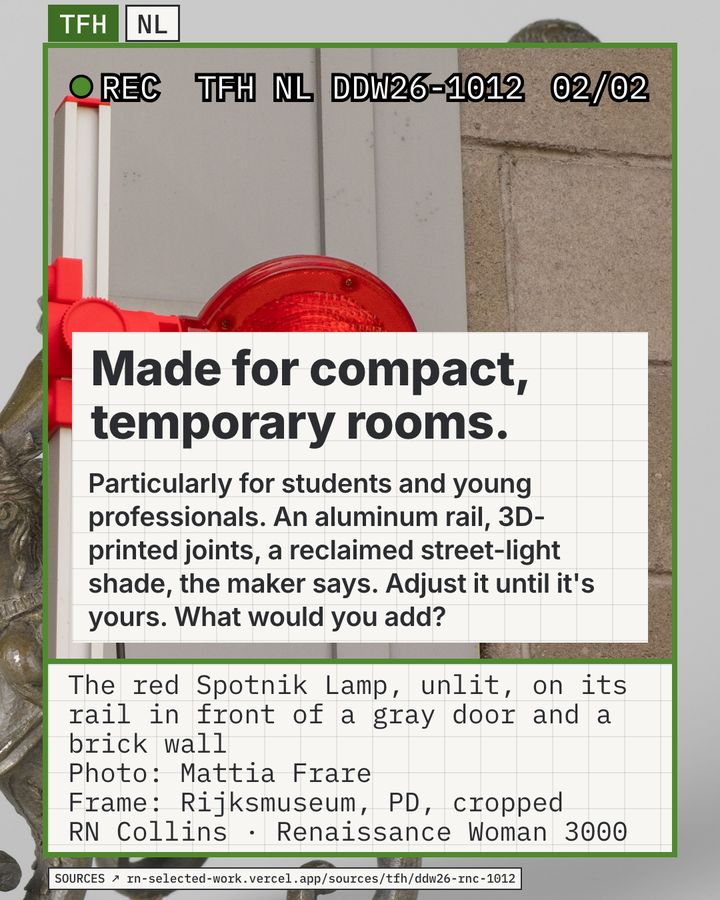 TFH NL
REC TFH NL DDW26-1012 02/02
Made for compact,
temporary rooms.
Particularly for students and young
professionals. An aluminum rail, 3D-
printed joints, a reclaimed street-light
shade, the maker says. Adjust it until it's
yours. What would you add?
The red Spotnik Lamp, unlit, on its
rail in front of a gray door and a
brick wall
Photo: Mattia Frare
Frame: Rijksmuseum, PD, cropped
RN Collins · Renaissance Woman 3000
SOURCES ↗ rn-selected-work.vercel.app/sources/tfh/ddw26-rnc-1012